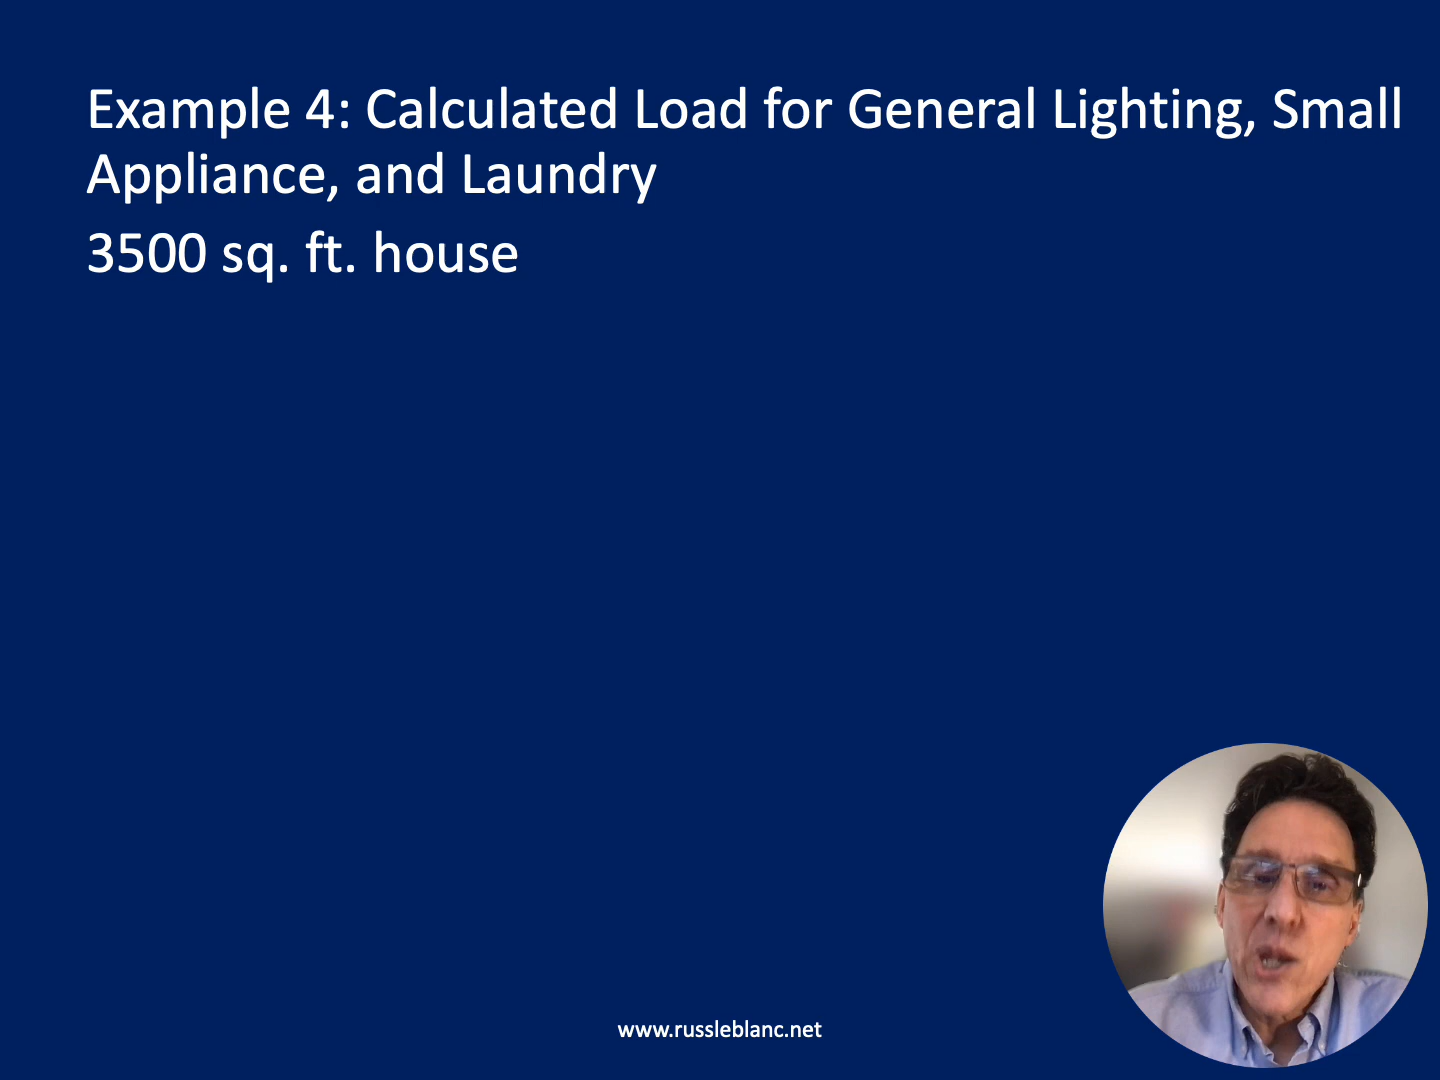 Example 4: Calculated Load for General Lighting, Small
Appliance, and Laundry
3500 sq. ft. house
www.russleblanc.net